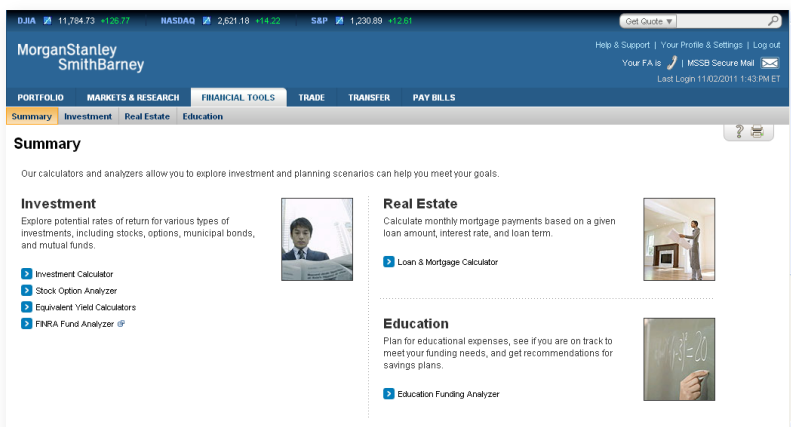 DJIA 11,784.73 +126.77 NASDAQ 2,621.18 +14.22 S&P 1,230.89 +12.61 Get Quote
MorganStanley
SmithBarney
Help & Support | Your Profile & Settings | Log out
Your FA is | MSSB Secure Mail
Last Login 11/02/2011 1:43:PM ET
PORTFOLIO MARKETS & RESEARCH FINANCIAL TOOLS TRADE TRANSFER PAY BILLS
Summary Investment Real Estate Education
Summary
?
Our calculators and analyzers allow you to explore investment and planning scenarios can help you meet your goals.
Investment
Explore potential rates of return for various types of
investments, including stocks, options, municipal bonds,
and mutual funds.
Investment Calculator
Stock Option Analyzer
Equivalent Yield Calculators
FINRA Fund Analyzer
Real Estate
Calculate monthly mortgage payments based on a given
loan amount, interest rate, and loan term.
Loan & Mortgage Calculator
Education
Plan for educational expenses, see if you are on track to
meet your funding needs, and get recommendations for
savings plans.
Education Funding Analyzer